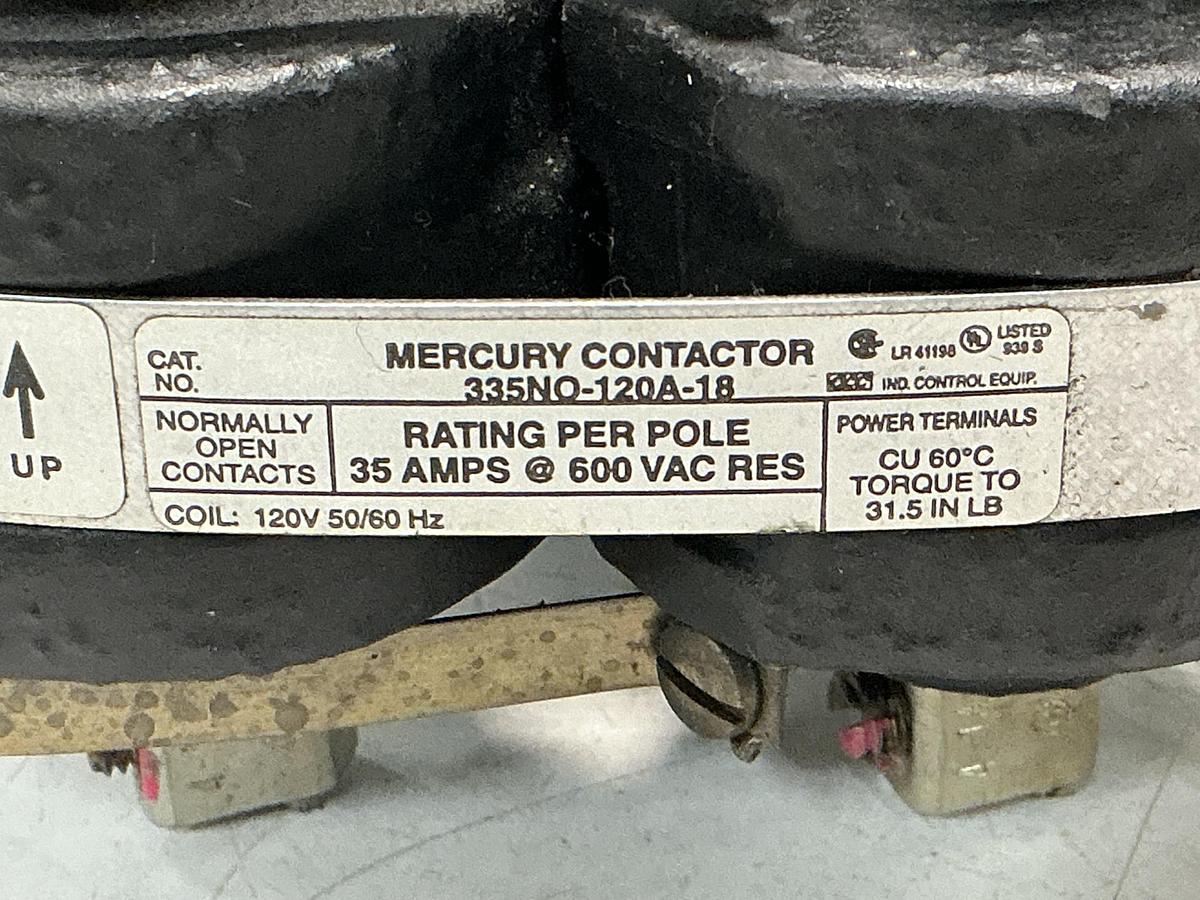 UP
CAT.
NO.
MERCURY CONTACTOR
335NO-120A-18
LR 41198
UL
LISTED
939 S
IND. CONTROL EQUIP.
NORMALLY
OPEN
CONTACTS
RATING PER POLE
35 AMPS @ 600 VAC RES
POWER TERMINALS
CU 60°C
TORQUE TO
31.5 IN LB
COIL: 120V 50/60 Hz